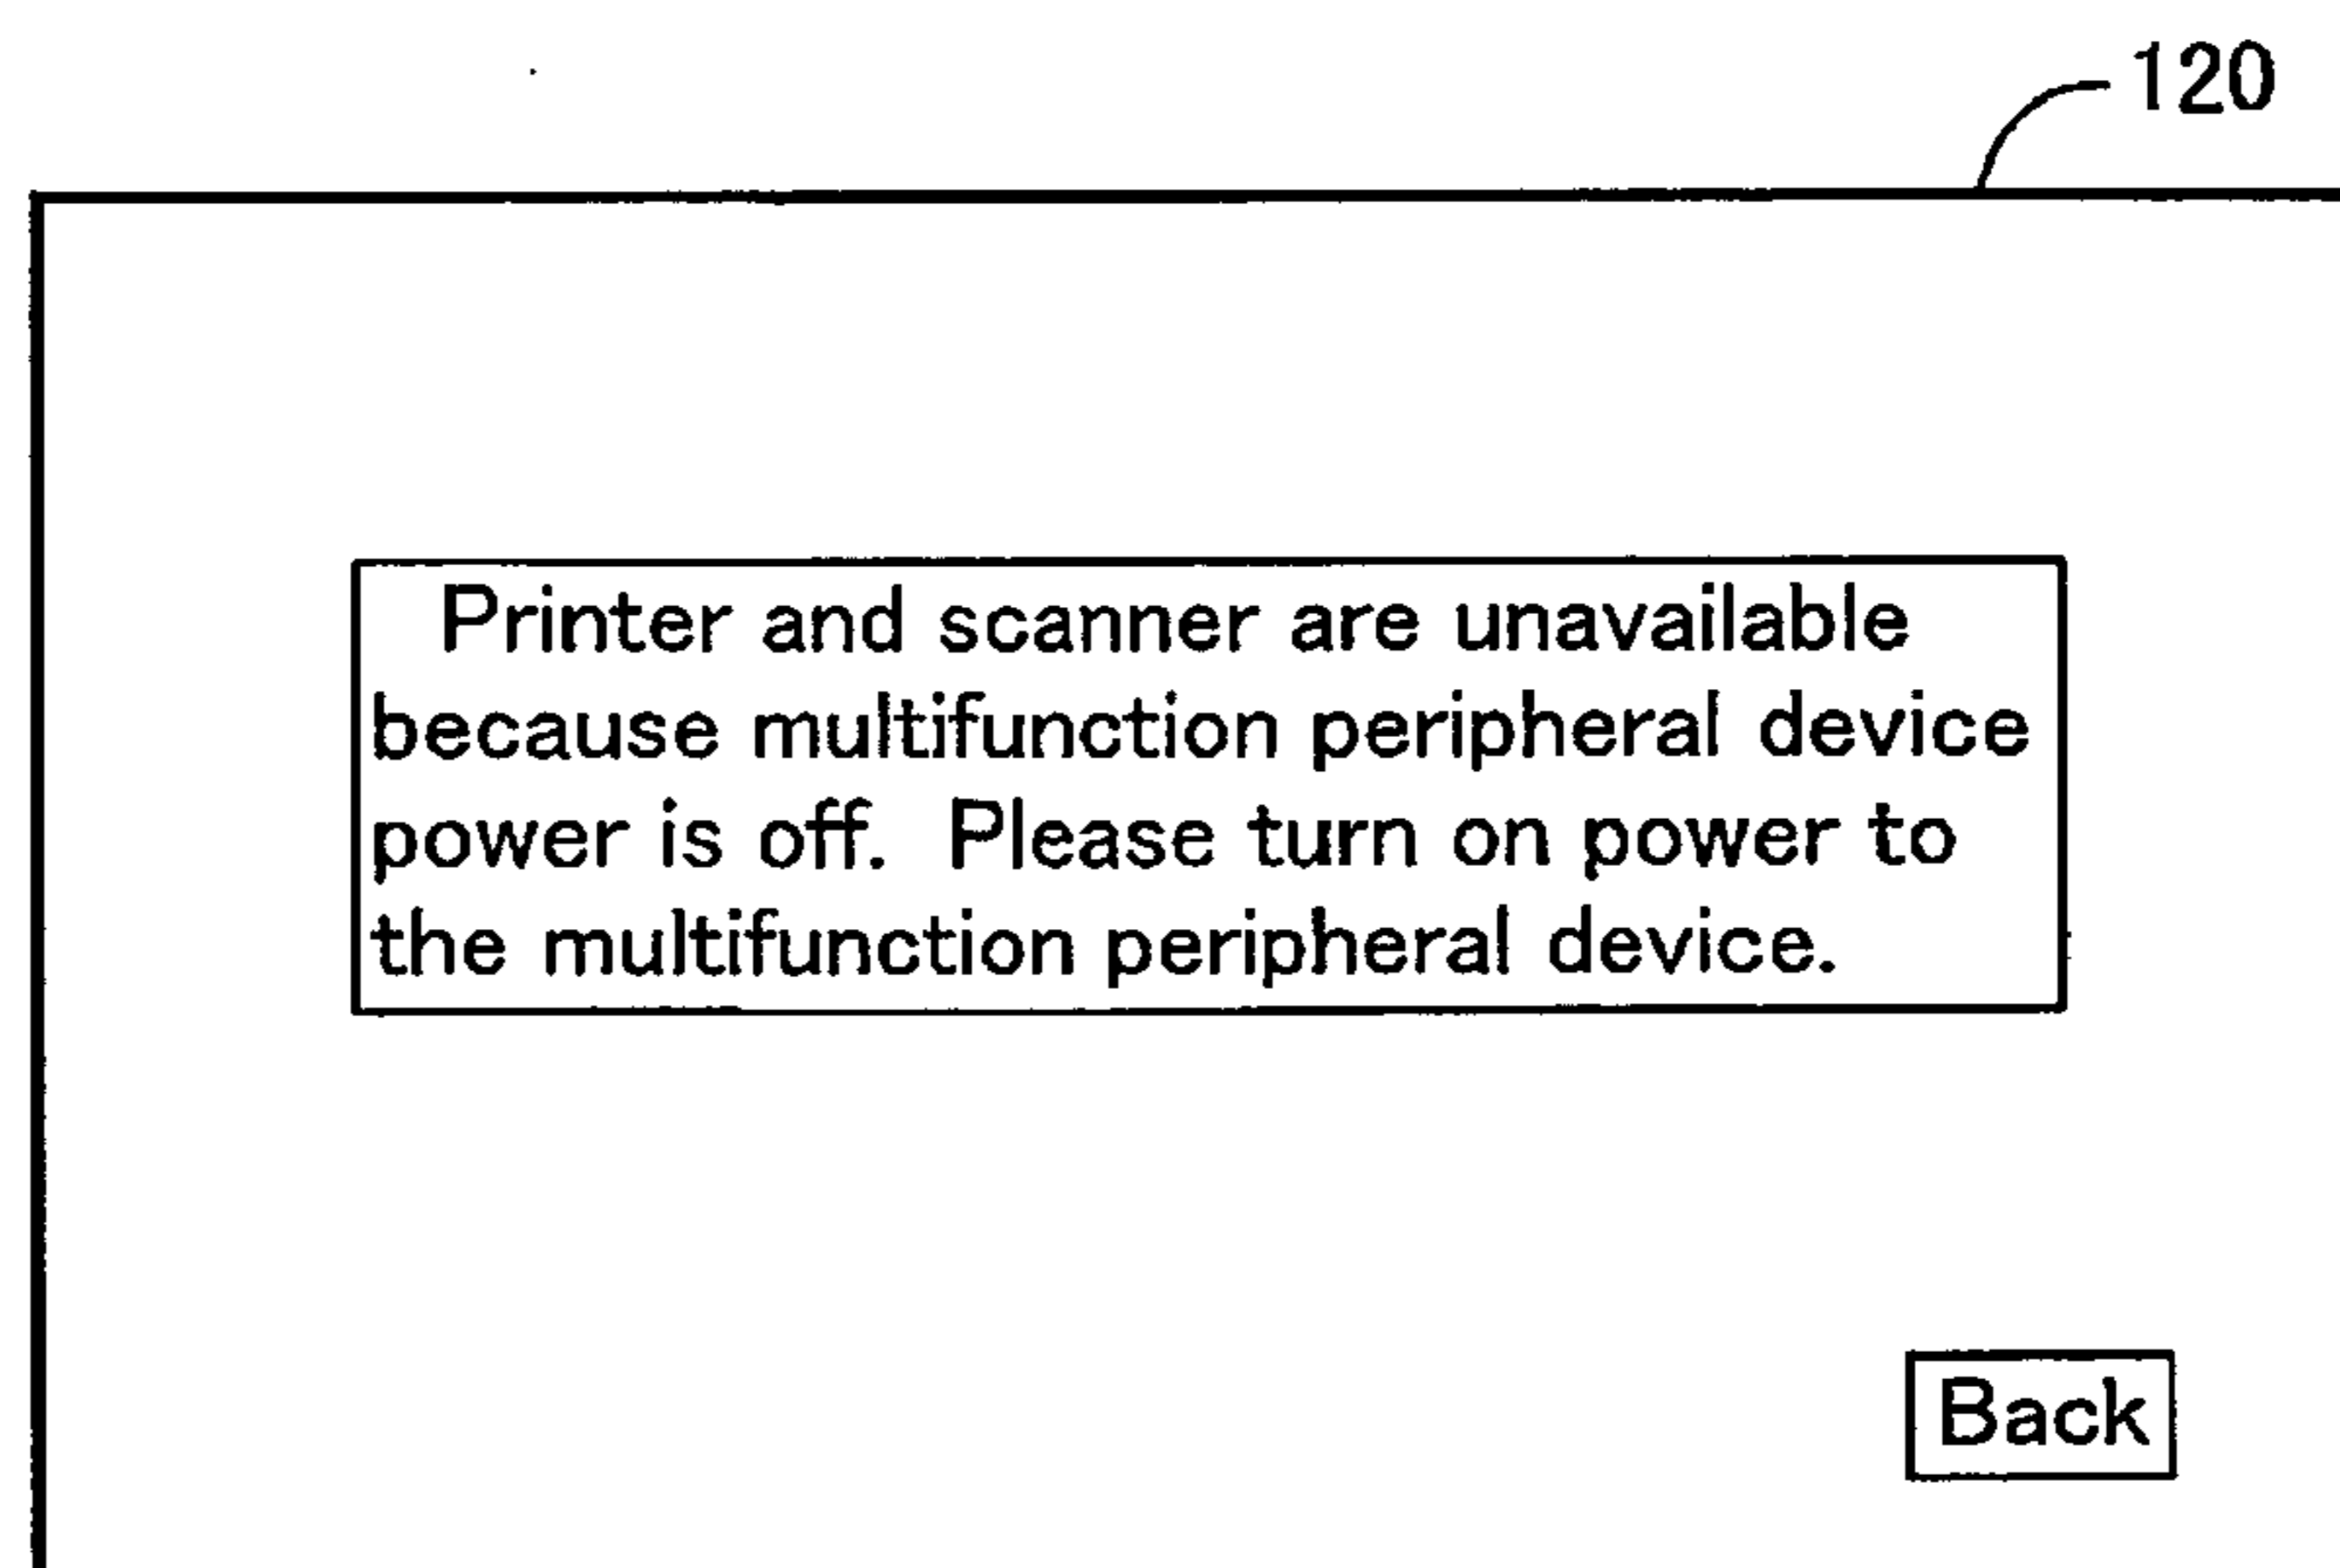 120
Printer and scanner are unavailable
because multifunction peripheral device
power is off. Please turn on power to
the multifunction peripheral device.
Back